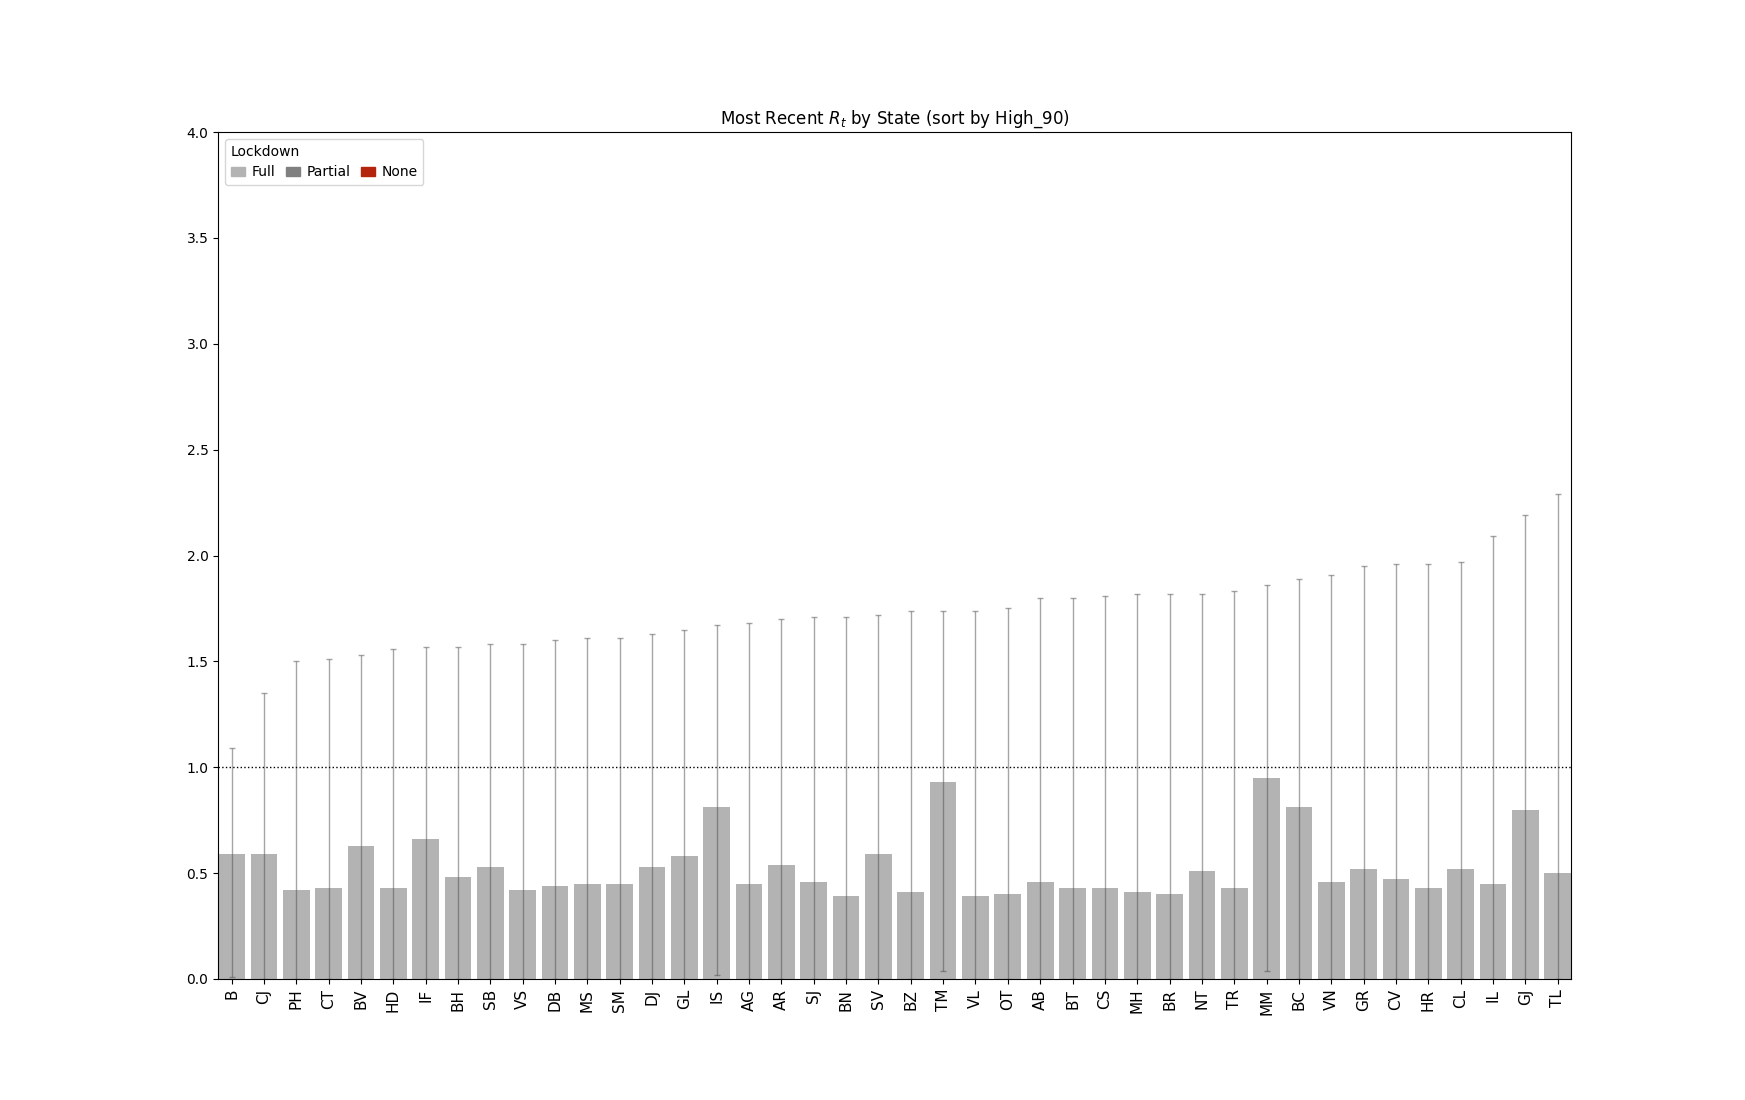 Most Recent R_t by State (sort by High_90)
4.0
Lockdown
Full Partial None
3.5
3.0
2.5
2.0
1.5
1.0
0.5
0.0
B CJ PH CT BV HD IF BH SB VS DB MS SM DJ GL IS AG AR SJ BN SV BZ TM VL OT AB BT CS MH BR NT TR MM BC VN GR CV HR CL IL GJ TL